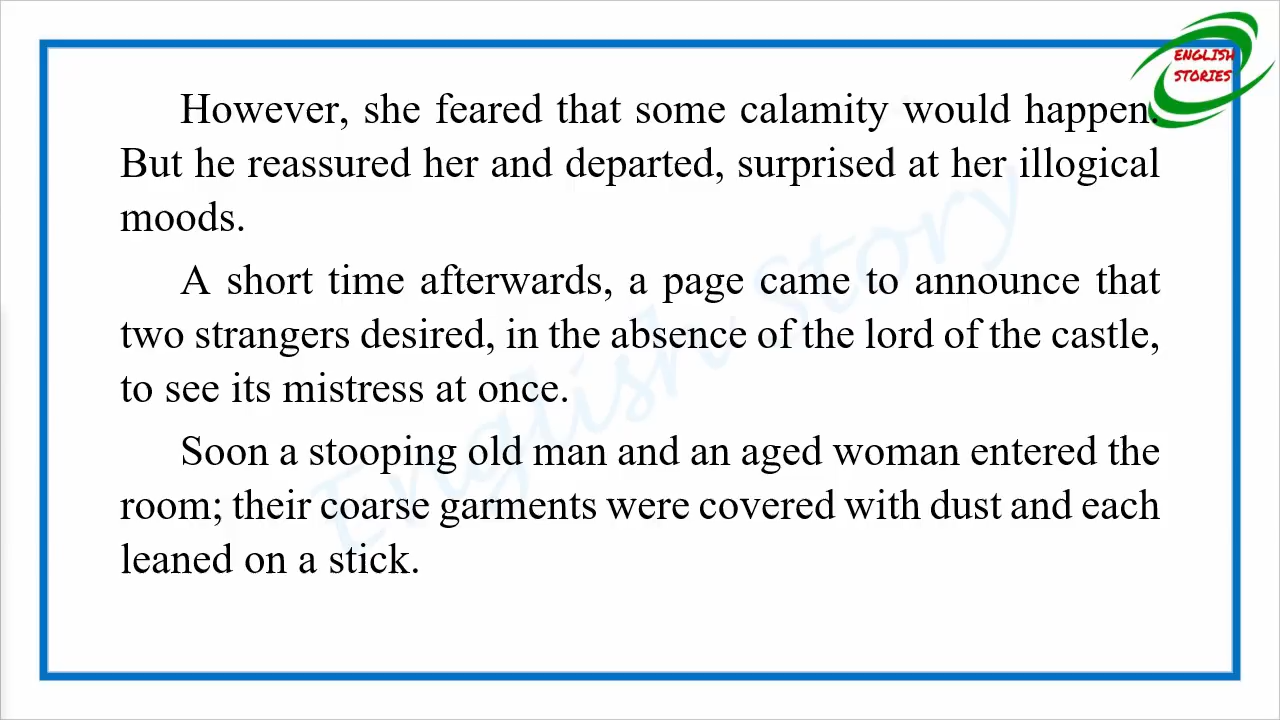 ENGLISH
STORIES
However, she feared that some calamity would happen.
But he reassured her and departed, surprised at her illogical
moods.
A short time afterwards, a page came to announce that
two strangers desired, in the absence of the lord of the castle,
to see its mistress at once.
Soon a stooping old man and an aged woman entered the
room; their coarse garments were covered with dust and each
leaned on a stick.
English Story